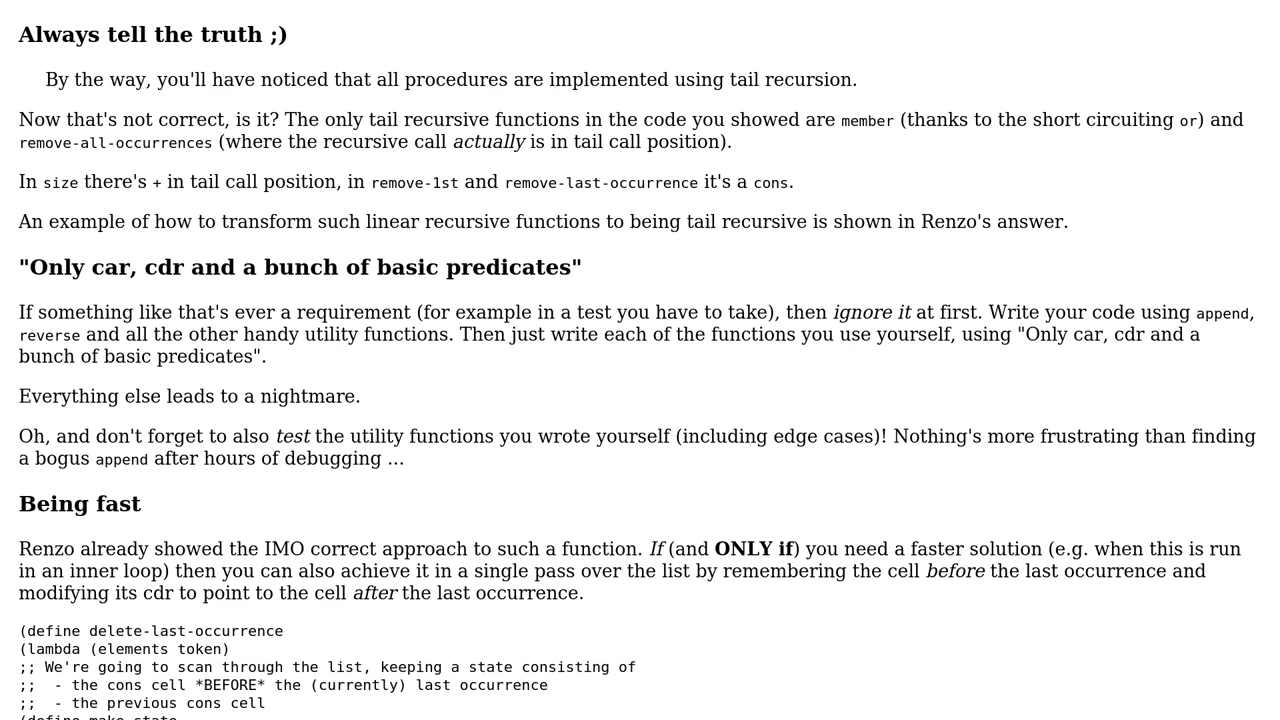 Always tell the truth ;)
By the way, you'll have noticed that all procedures are implemented using tail recursion.
Now that's not correct, is it? The only tail recursive functions in the code you showed are member (thanks to the short circuiting or) and
remove-all-occurrences (where the recursive call actually is in tail call position).
In size there's + in tail call position, in remove-1st and remove-last-occurrence it's a cons.
An example of how to transform such linear recursive functions to being tail recursive is shown in Renzo's answer.
"Only car, cdr and a bunch of basic predicates"
If something like that's ever a requirement (for example in a test you have to take), then ignore it at first. Write your code using append,
reverse and all the other handy utility functions. Then just write each of the functions you use yourself, using "Only car, cdr and a
bunch of basic predicates".
Everything else leads to a nightmare.
Oh, and don't forget to also test the utility functions you wrote yourself (including edge cases)! Nothing's more frustrating than finding
a bogus append after hours of debugging ...
Being fast
Renzo already showed the IMO correct approach to such a function. If (and ONLY if) you need a faster solution (e.g. when this is run
in an inner loop) then you can also achieve it in a single pass over the list by remembering the cell before the last occurrence and
modifying its cdr to point to the cell after the last occurrence.
(define delete-last-occurrence
(lambda (elements token)
;; We're going to scan through the list, keeping a state consisting of
;;  - the cons cell *BEFORE* the (currently) last occurrence
;;  - the previous cons cell
(define make-state